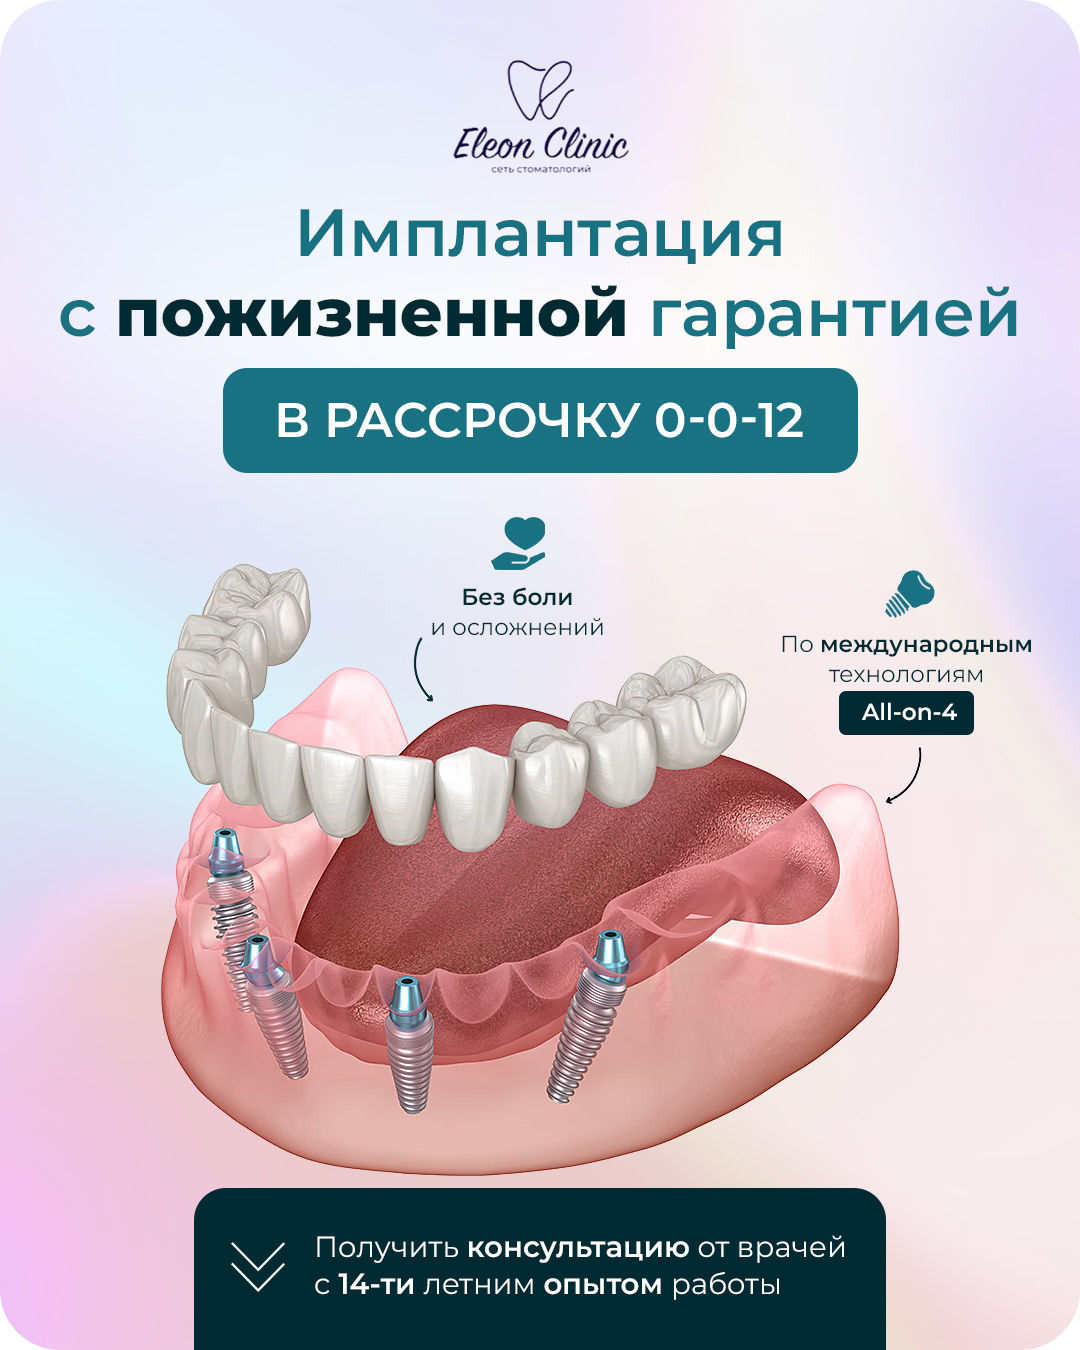 Eleon Clinic
сеть стоматологий
Имплантация
с пожизненной гарантией
В РАССРОЧКУ 0-0-12
Без боли
и осложнений
По международным
технологиям
All-on-4
Получить консультацию от врачей
с 14-ти летним опытом работы